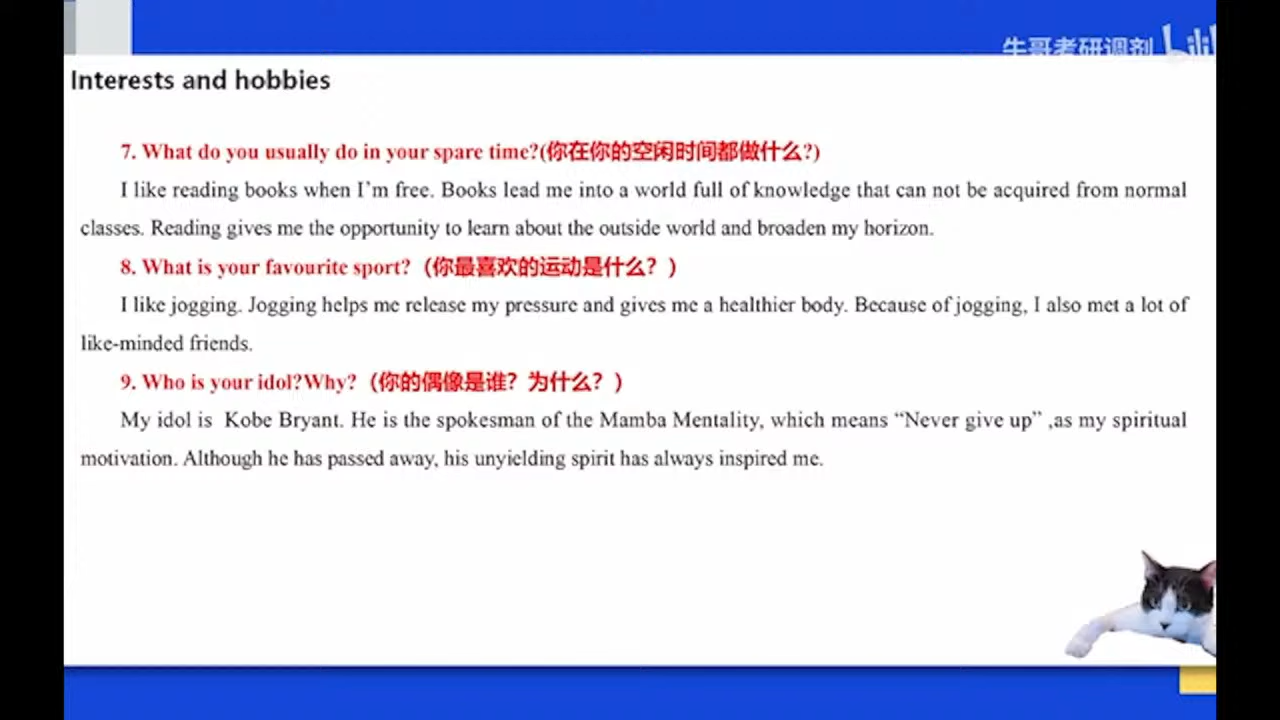 牛哥考研调剂 bili
Interests and hobbies
7. What do you usually do in your spare time?(你在你的空闲时间都做什么?)
I like reading books when I'm free. Books lead me into a world full of knowledge that can not be acquired from normal
classes. Reading gives me the opportunity to learn about the outside world and broaden my horizon.
8. What is your favourite sport?（你最喜欢的运动是什么？）
I like jogging. Jogging helps me release my pressure and gives me a healthier body. Because of jogging, I also met a lot of
like-minded friends.
9. Who is your idol?Why?（你的偶像是谁？为什么？）
My idol is  Kobe Bryant. He is the spokesman of the Mamba Mentality, which means “Never give up” ,as my spiritual
motivation. Although he has passed away, his unyielding spirit has always inspired me.